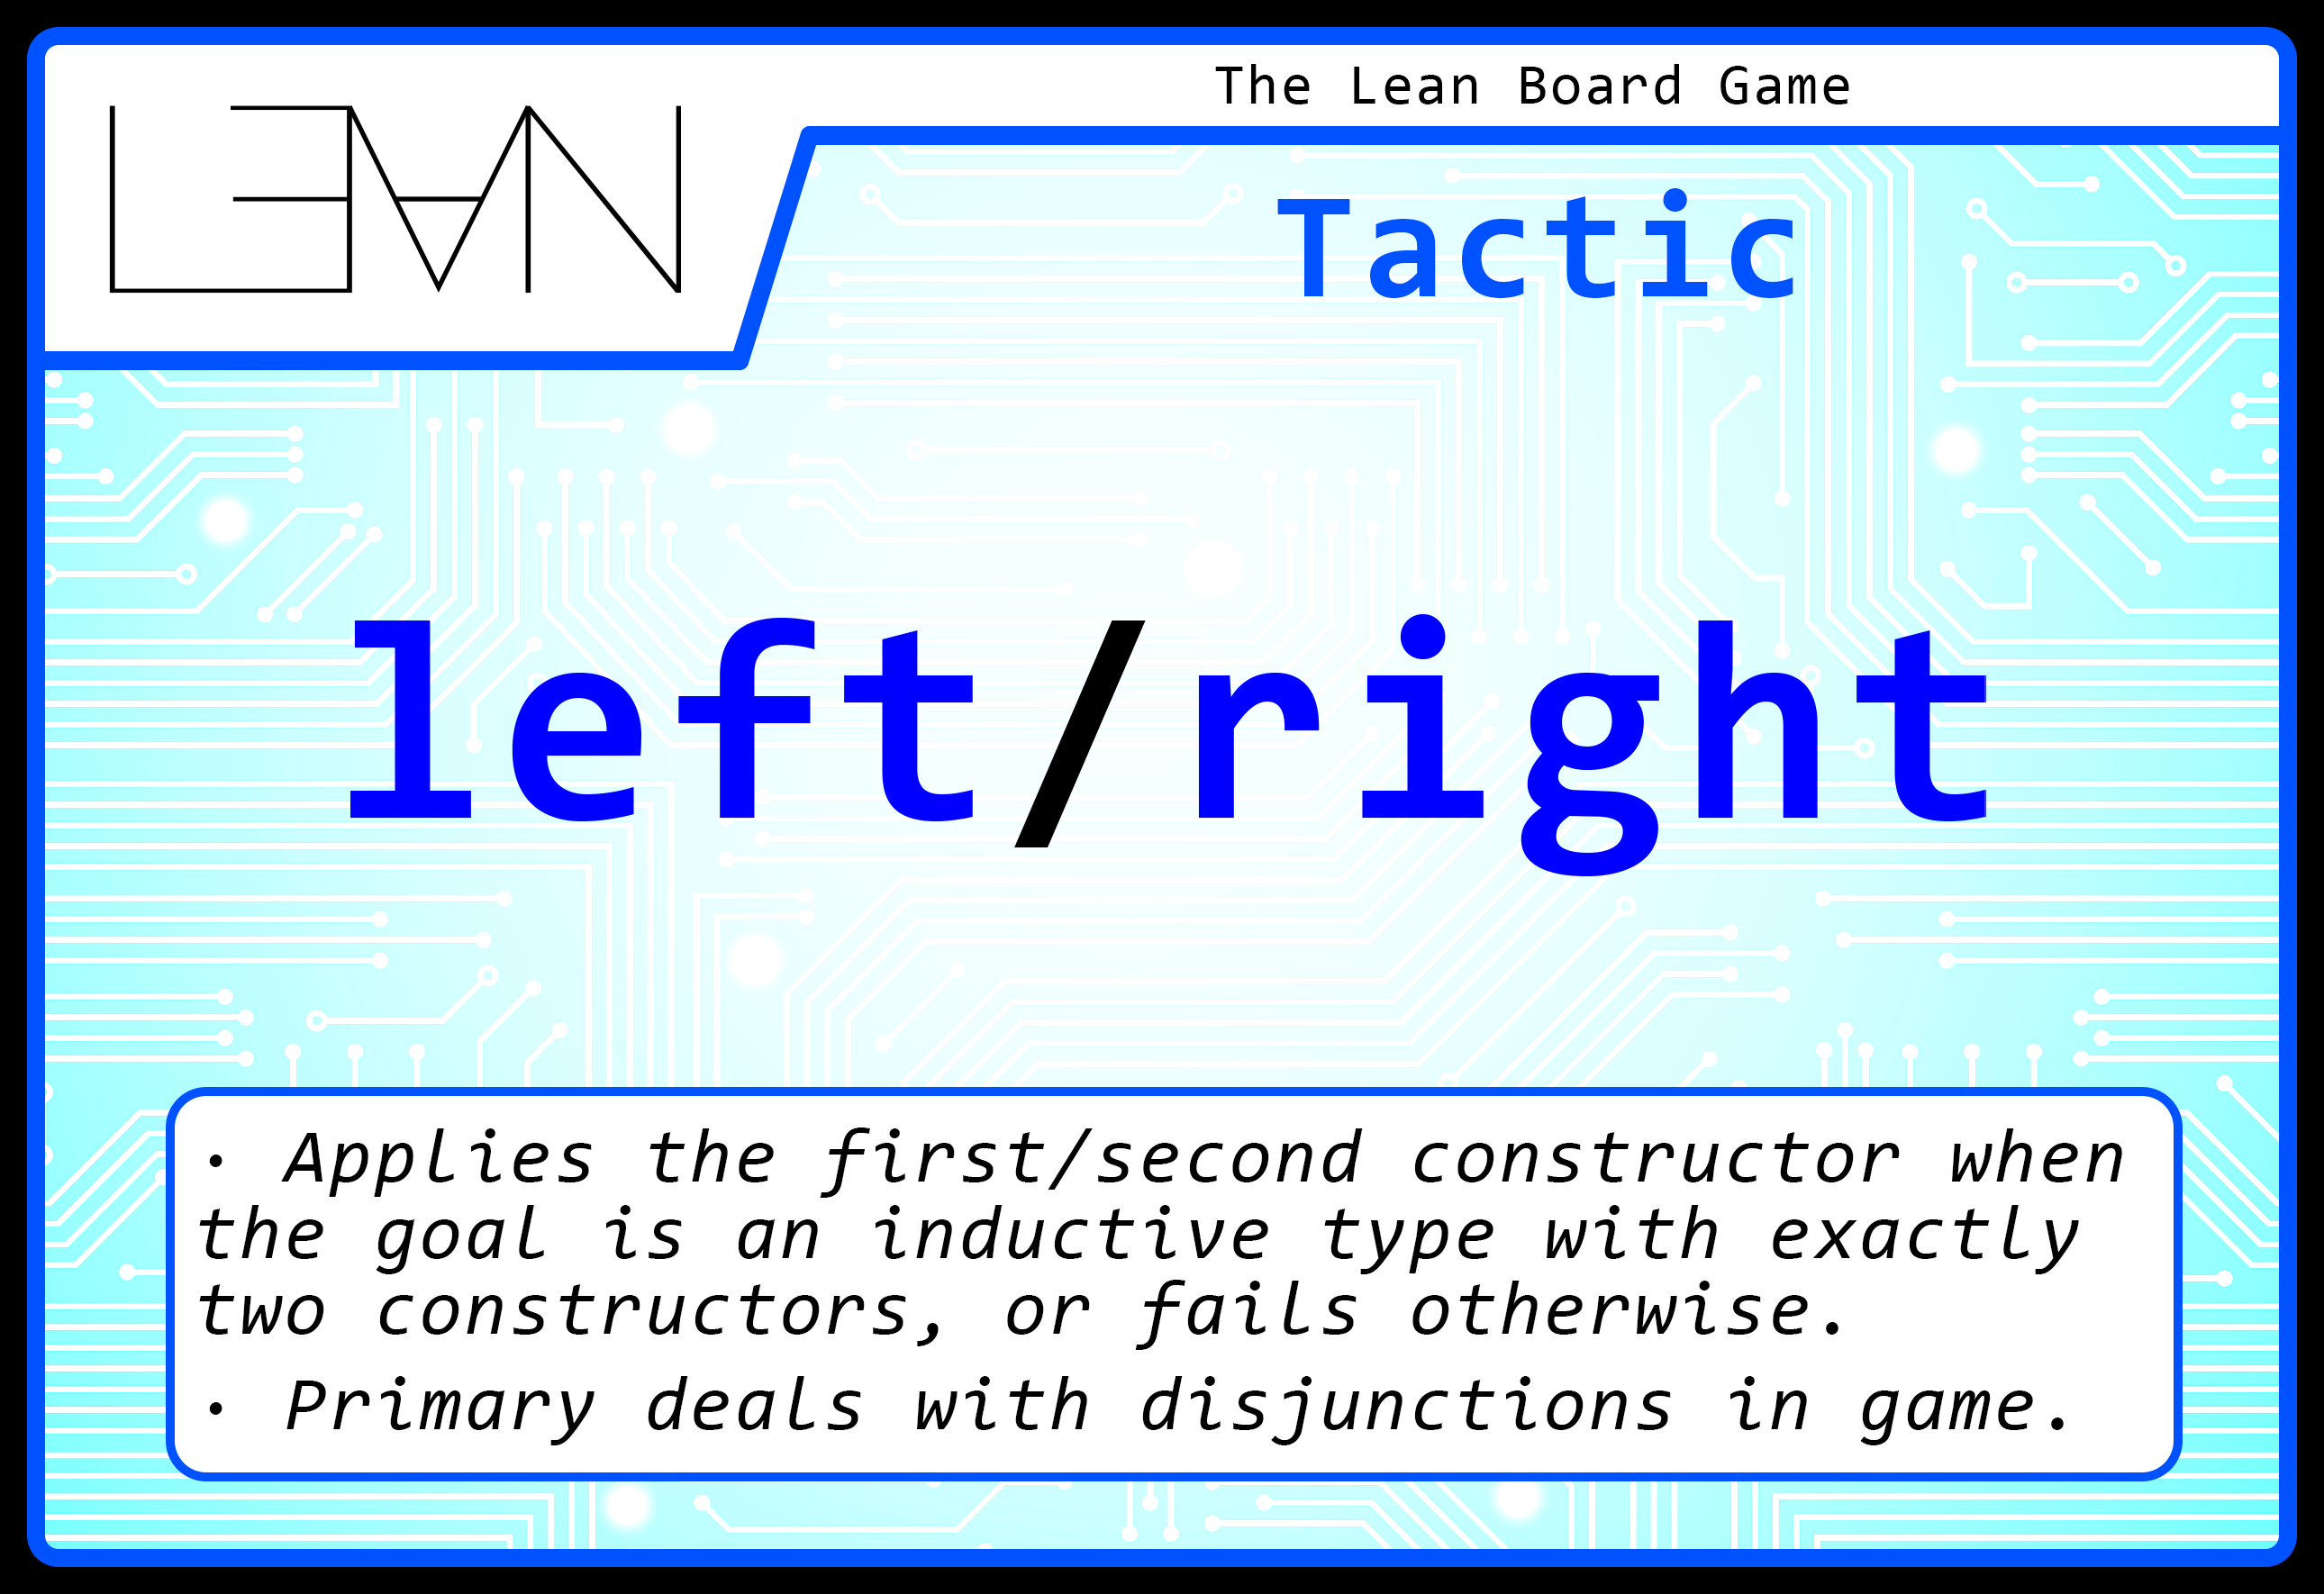 LEAN
The Lean Board Game
Tactic
left/right
· Applies the first/second constructor when
the goal is an inductive type with exactly
two constructors, or fails otherwise.
· Primary deals with disjunctions in game.